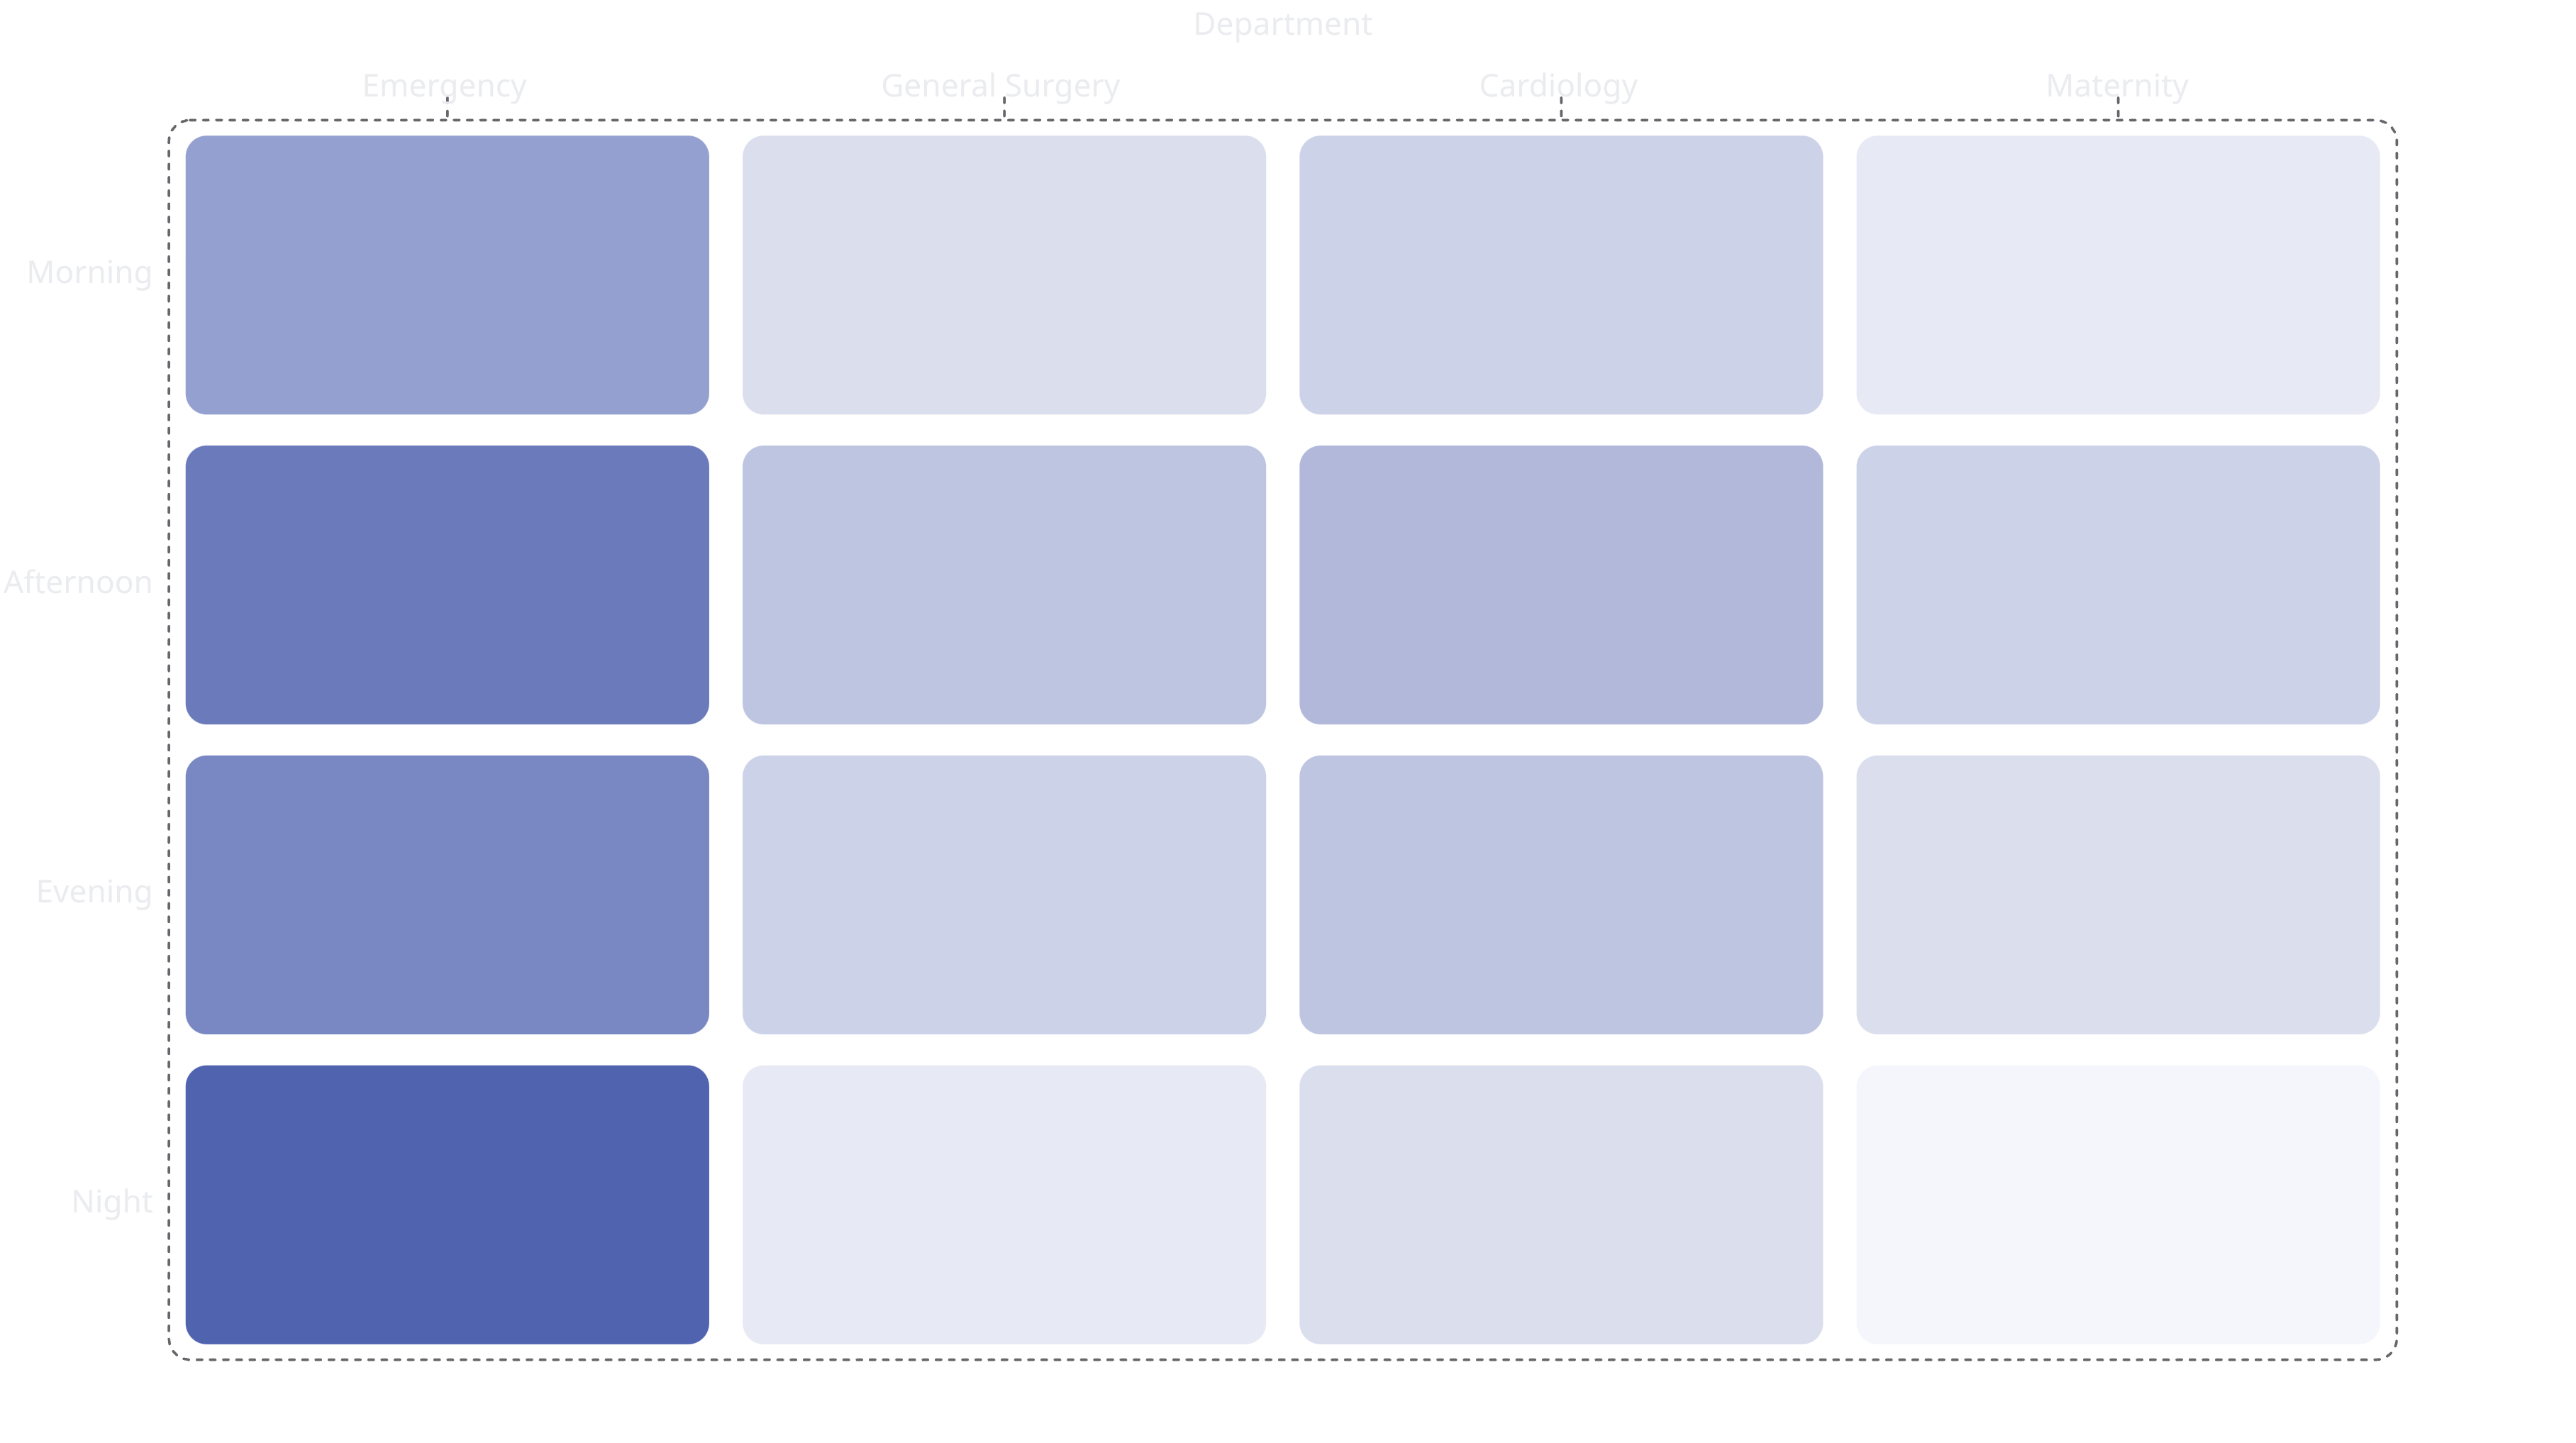 Department
Emergency General Surgery Cardiology Maternity
Morning
Afternoon
Evening
Night